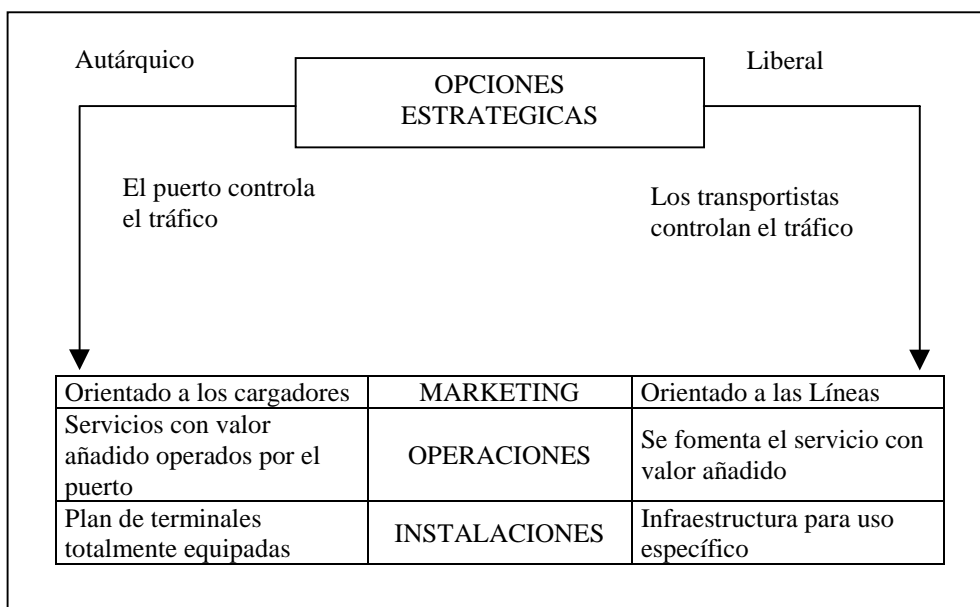 Autárquico
Liberal
OPCIONES
ESTRATEGICAS
El puerto controla
el tráfico
Los transportistas
controlan el tráfico
Orientado a los cargadores
MARKETING
Orientado a las Líneas
Servicios con valor
añadido operados por el
puerto
OPERACIONES
Se fomenta el servicio con
valor añadido
Plan de terminales
totalmente equipadas
INSTALACIONES
Infraestructura para uso
específico